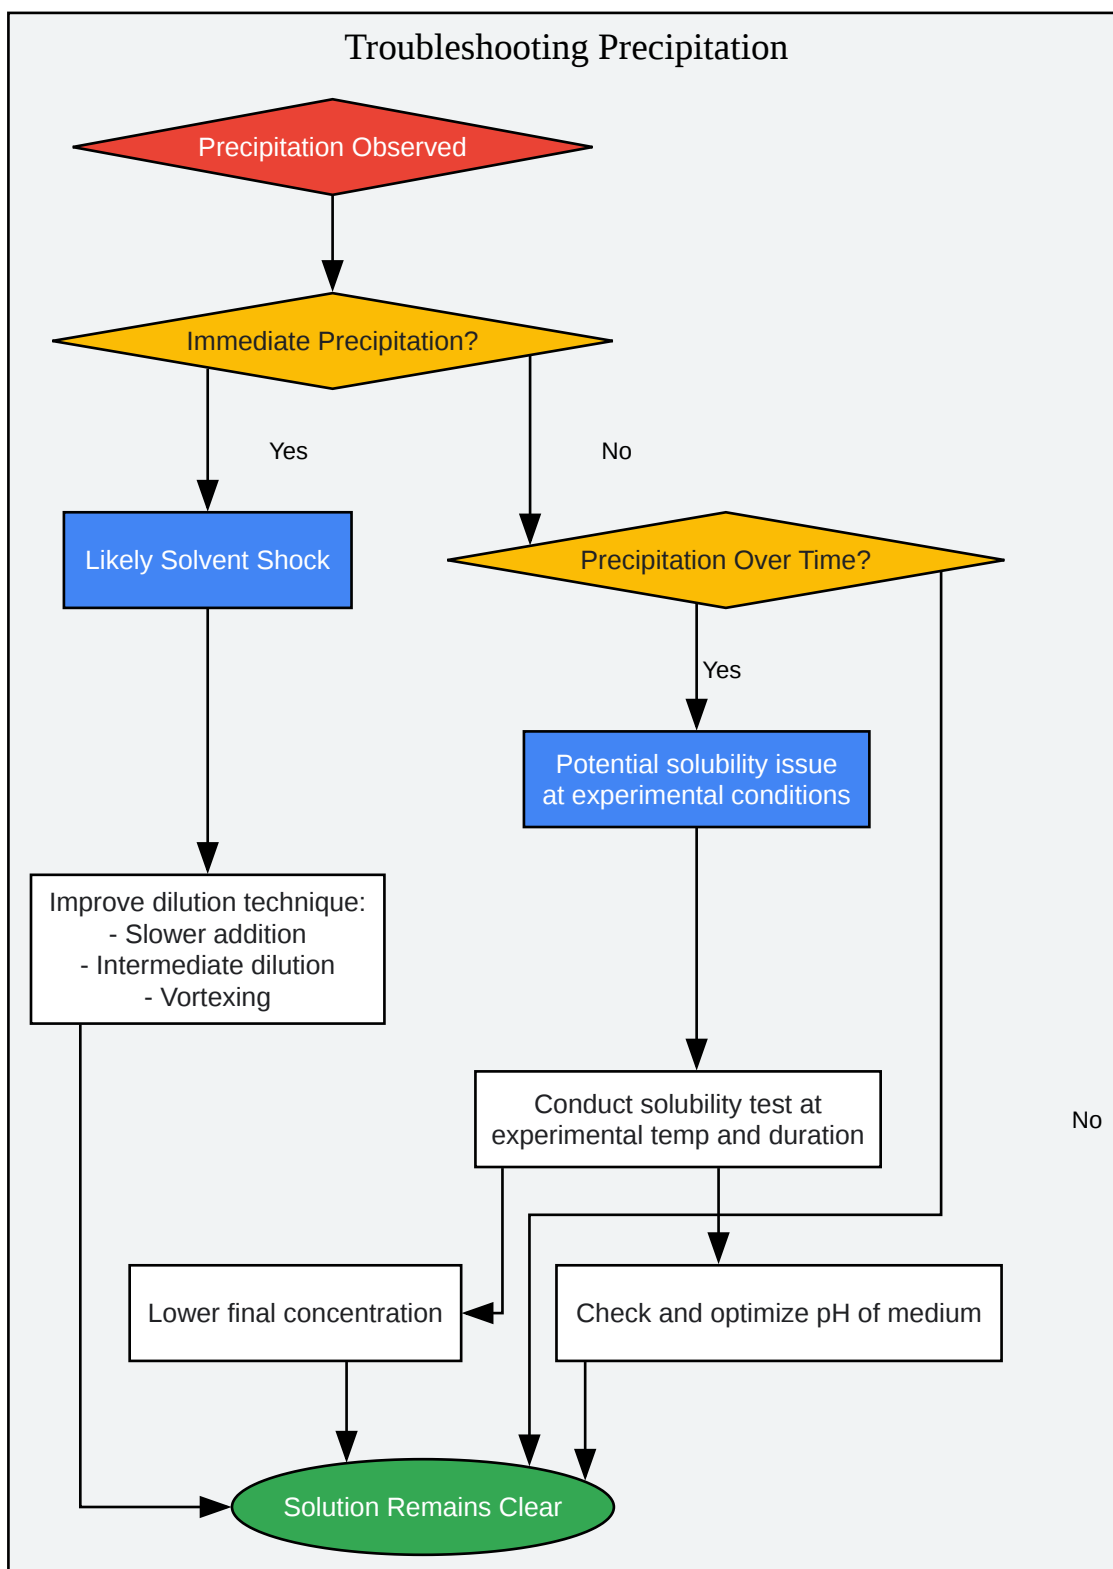 Troubleshooting Precipitation
Precipitation Observed
Immediate Precipitation?
Yes
No
Likely Solvent Shock
Precipitation Over Time?
Yes
Potential solubility issue
at experimental conditions
Improve dilution technique:
- Slower addition
- Intermediate dilution
- Vortexing
Conduct solubility test at
experimental temp and duration
No
Lower final concentration
Check and optimize pH of medium
Solution Remains Clear